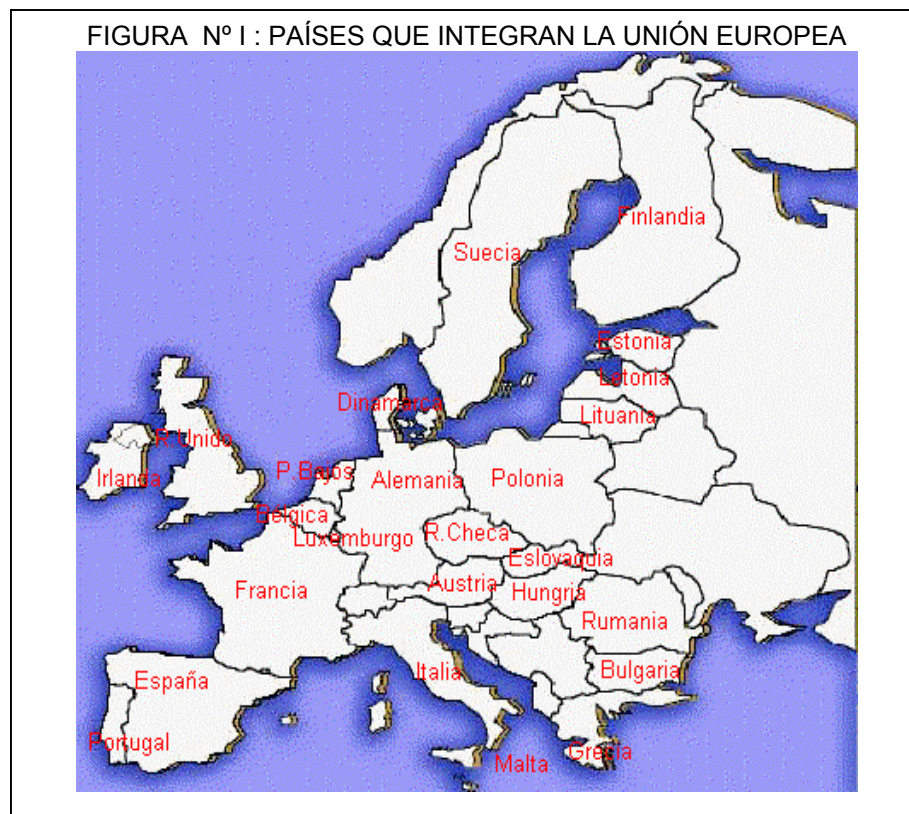 FIGURA Nº I : PAÍSES QUE INTEGRAN LA UNIÓN EUROPEA
Finlandia
Suecia
Estonia
Letonia
Dinamarca
Lituania
R.Unido
Irlanda
P.Bajos
Alemania
Polonia
Bélgica
Luxemburgo
R.Checa
Eslovaquia
Francia
Austria
Hungria
Rumania
España
Italia
Bulgaria
Portugal
Malta
Grecia